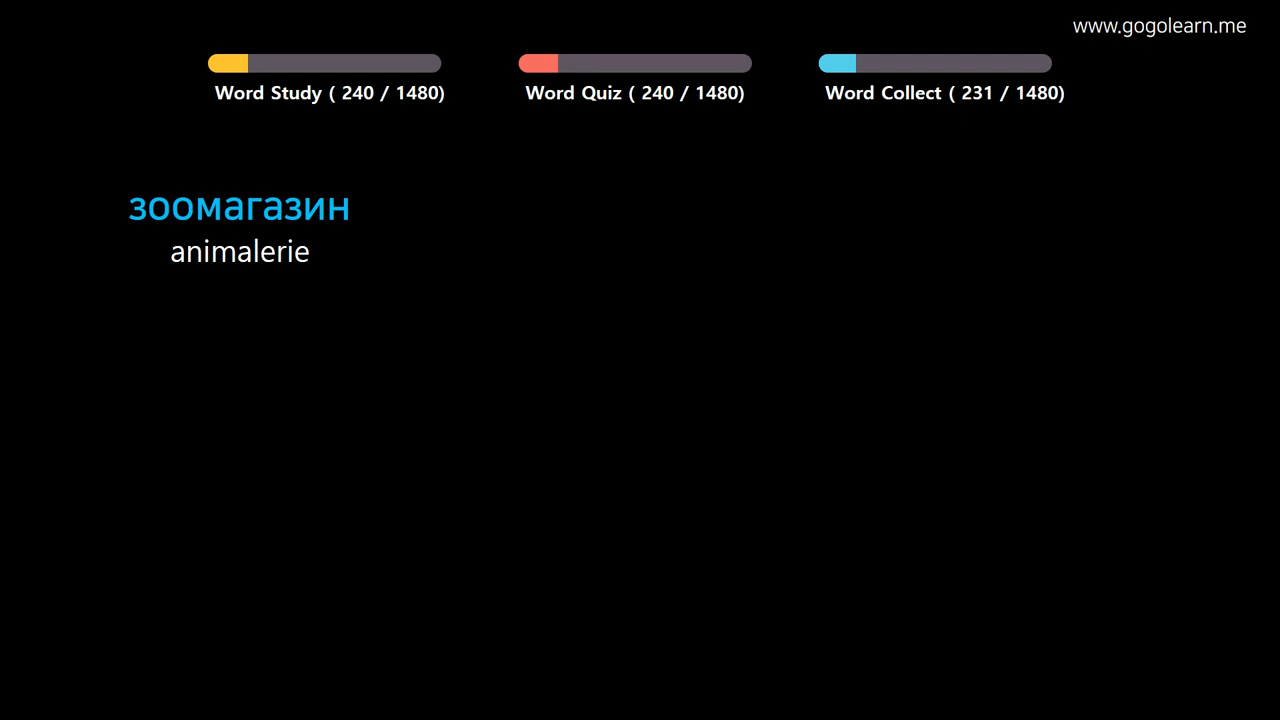 www.gogolearn.me
Word Study ( 240 / 1480)
Word Quiz ( 240 / 1480)
Word Collect ( 231 / 1480)
зоомагазин
animalerie